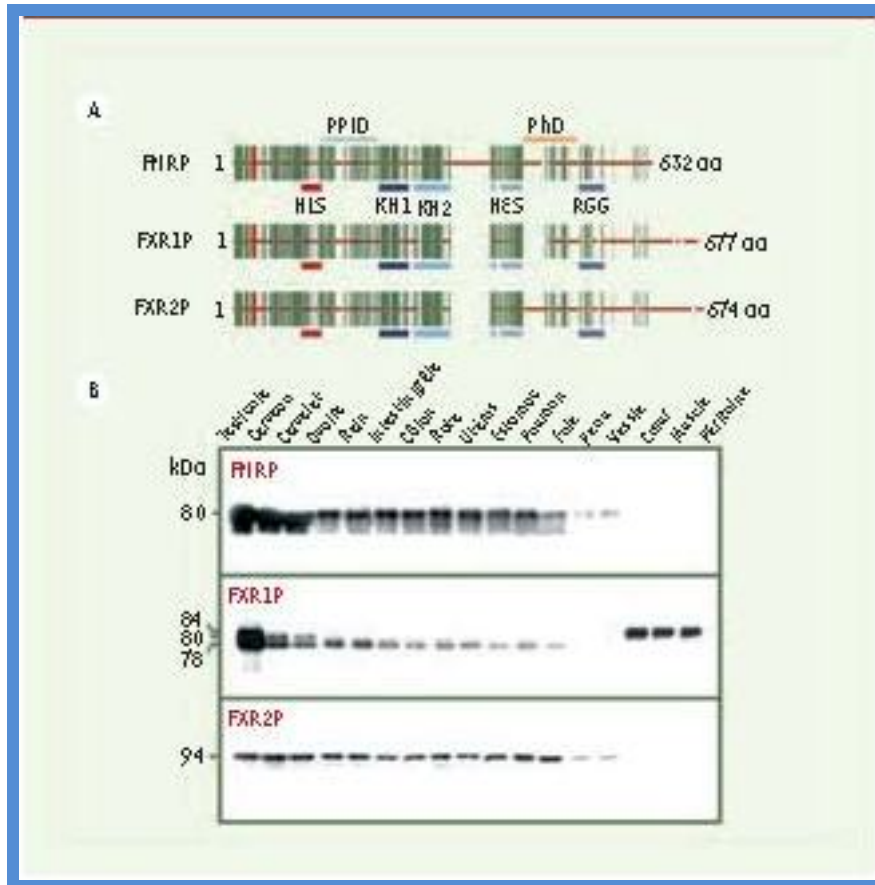 A
PPID PhD
FMRP 1 632 aa
NLS KH1 KH2 NES RGG
FXR1P 1 677 aa
FXR2P 1 674 aa
B
Testicule Cerveau Cervelet Ovaire Rein Intestin grêle Côlon Rate Utérus Estomac Poumon Foie Peau Vessie Cœur Muscle
kDa
FMRP
80
FXR1P
84
80
78
FXR2P
94